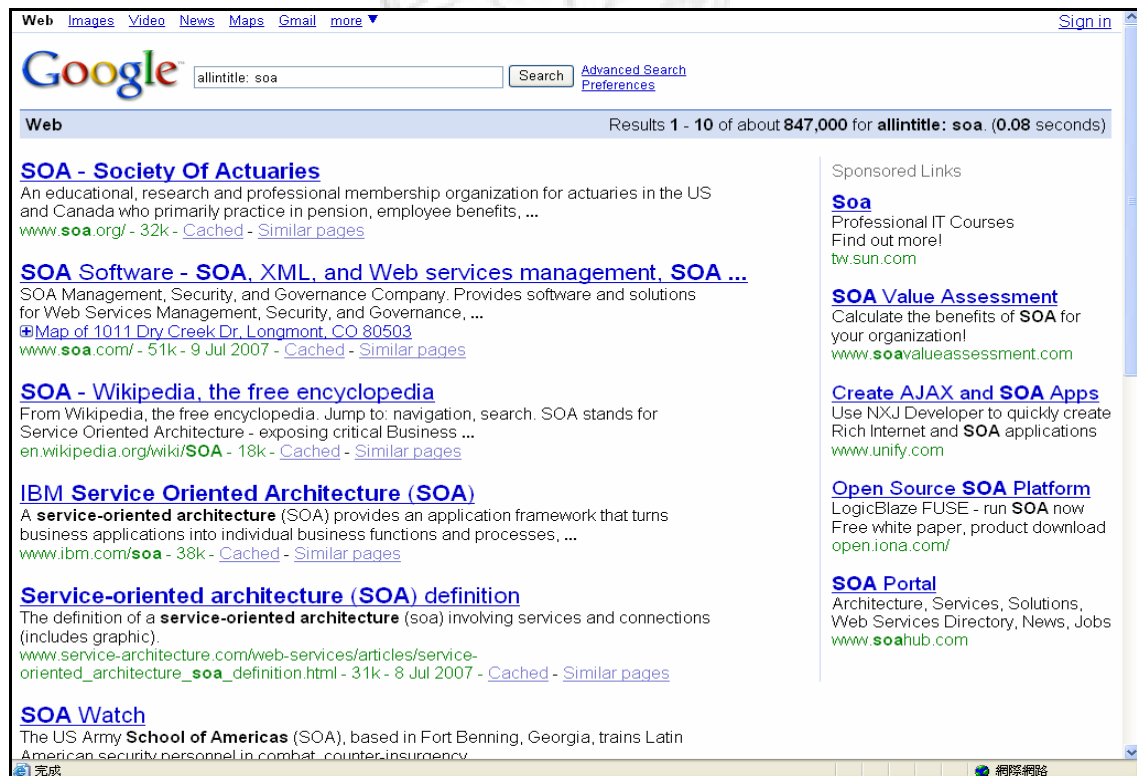 Web Images Video News Maps Gmail more ▼
Sign in
Google™
allintitle: soa
Search
Advanced Search
Preferences
Web
Results 1 - 10 of about 847,000 for allintitle: soa. (0.08 seconds)
SOA - Society Of Actuaries
An educational, research and professional membership organization for actuaries in the US
and Canada who primarily practice in pension, employee benefits, ...
www.soa.org/ - 32k - Cached - Similar pages
SOA Software - SOA, XML, and Web services management, SOA ...
SOA Management, Security, and Governance Company. Provides software and solutions
for Web Services Management, Security, and Governance, ...
Map of 1011 Dry Creek Dr, Longmont, CO 80503
www.soa.com/ - 51k - 9 Jul 2007 - Cached - Similar pages
SOA - Wikipedia, the free encyclopedia
From Wikipedia, the free encyclopedia. Jump to: navigation, search. SOA stands for
Service Oriented Architecture - exposing critical Business ...
en.wikipedia.org/wiki/SOA - 18k - Cached - Similar pages
IBM Service Oriented Architecture (SOA)
A service-oriented architecture (SOA) provides an application framework that turns
business applications into individual business functions and processes, ...
www.ibm.com/soa - 38k - Cached - Similar pages
Service-oriented architecture (SOA) definition
The definition of a service-oriented architecture (soa) involving services and connections
(includes graphic).
www.service-architecture.com/web-services/articles/service-
oriented_architecture_soa_definition.html - 31k - 8 Jul 2007 - Cached - Similar pages
SOA Watch
The US Army School of Americas (SOA), based in Fort Benning, Georgia, trains Latin
American security personnel in combat, counter-insurgency
Sponsored Links
Soa
Professional IT Courses
Find out more!
tw.sun.com
SOA Value Assessment
Calculate the benefits of SOA for
your organization!
www.soavalueassessment.com
Create AJAX and SOA Apps
Use NXJ Developer to quickly create
Rich Internet and SOA applications
www.unify.com
Open Source SOA Platform
LogicBlaze FUSE - run SOA now
Free white paper, product download
open.iona.com/
SOA Portal
Architecture, Services, Solutions,
Web Services Directory, News, Jobs
www.soahub.com
完成
網際網路